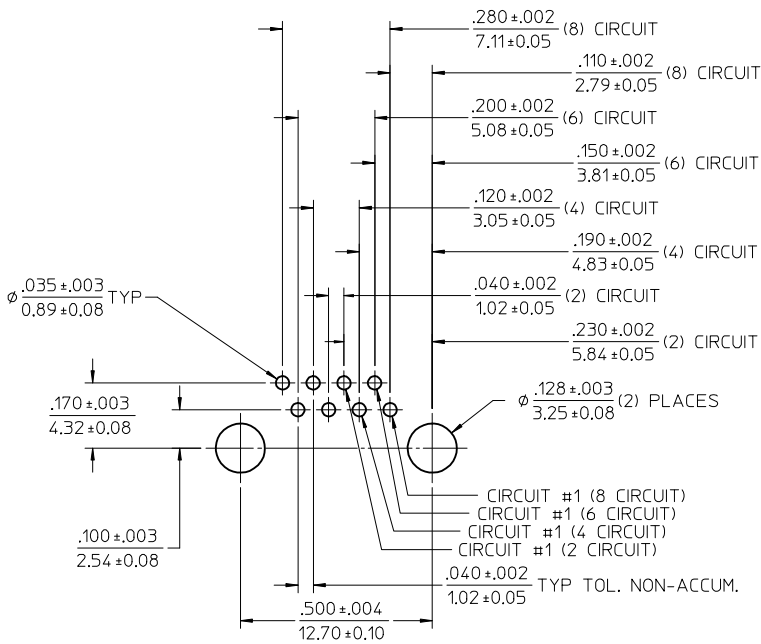 .280±.002
7.11±0.05 (8) CIRCUIT
.110±.002
2.79±0.05 (8) CIRCUIT
.200±.002
5.08±0.05 (6) CIRCUIT
.150±.002
3.81±0.05 (6) CIRCUIT
.120±.002
3.05±0.05 (4) CIRCUIT
.190±.002
4.83±0.05 (4) CIRCUIT
ϕ .035±.003
0.89±0.08 TYP
.040±.002
1.02±0.05 (2) CIRCUIT
.230±.002
5.84±0.05 (2) CIRCUIT
.170±.003
4.32±0.08
ϕ .128±.003
3.25±0.08 (2) PLACES
CIRCUIT #1 (8 CIRCUIT)
CIRCUIT #1 (6 CIRCUIT)
CIRCUIT #1 (4 CIRCUIT)
CIRCUIT #1 (2 CIRCUIT)
.100±.003
2.54±0.08
.040±.002
1.02±0.05 TYP TOL. NON-ACCUM.
.500±.004
12.70±0.10